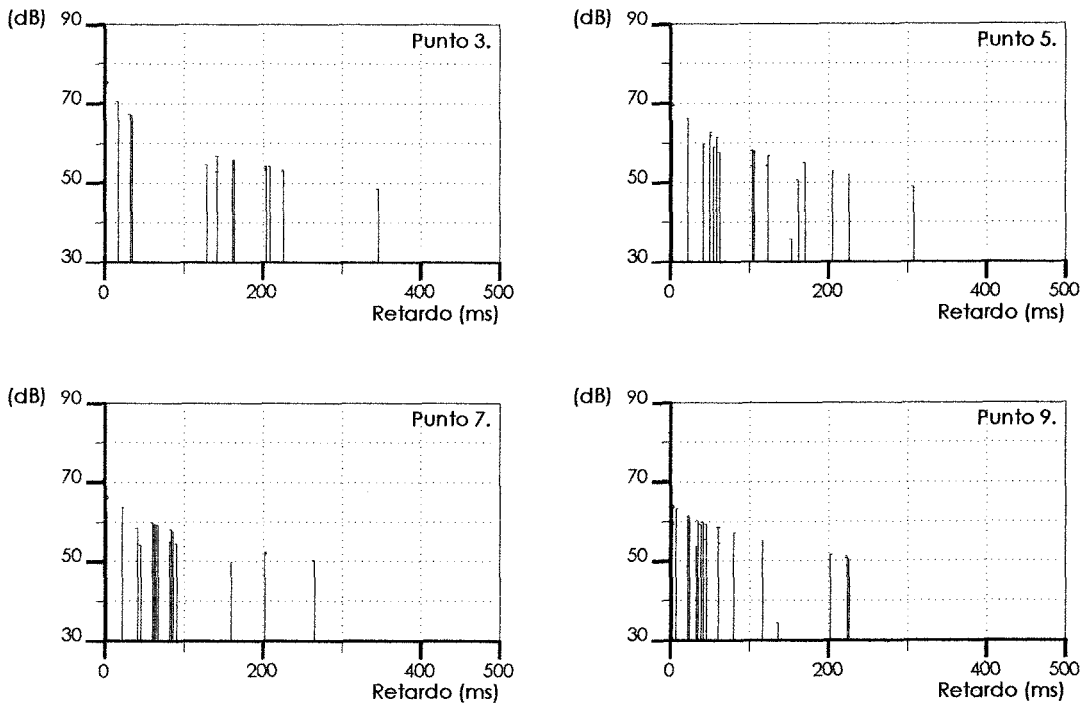 (dB) 90
Punto 3.
70
50
30
0 200 400 500
Retardo (ms)
(dB) 90
Punto 5.
70
50
30
0 200 400 500
Retardo (ms)
(dB) 90
Punto 7.
70
50
30
0 200 400 500
Retardo (ms)
(dB) 90
Punto 9.
70
50
30
0 200 400 500
Retardo (ms)